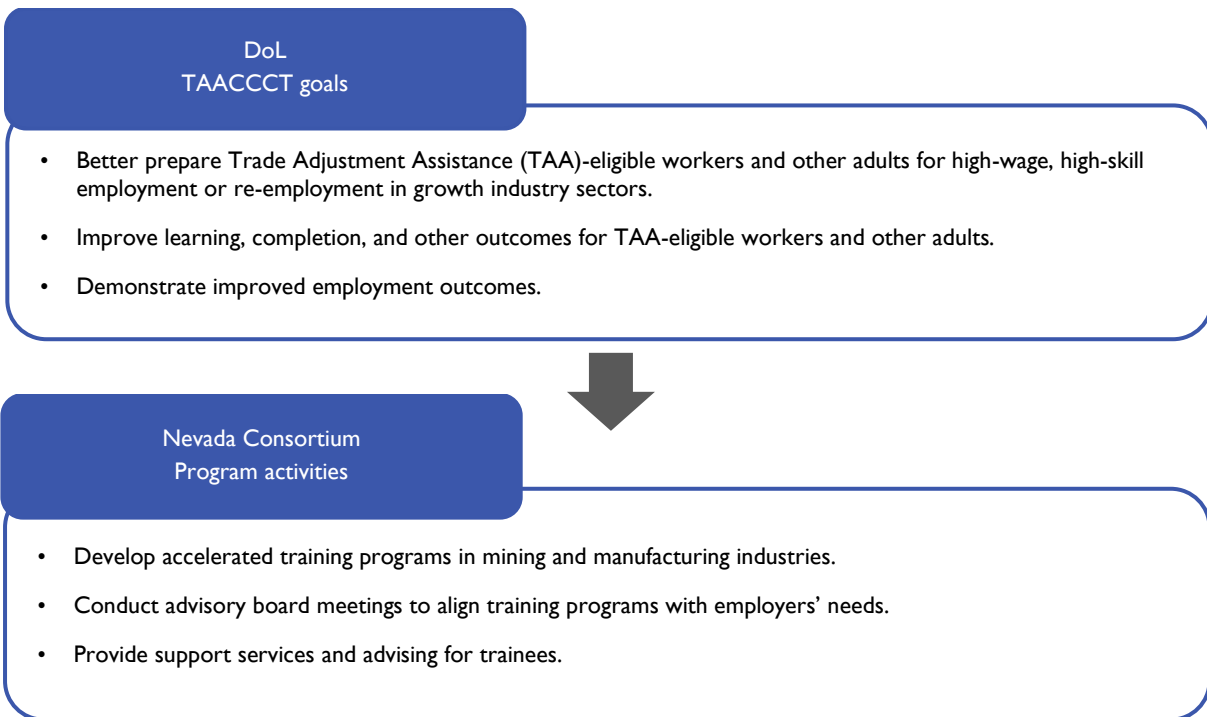 DoL
TAACCCT goals
• Better prepare Trade Adjustment Assistance (TAA)-eligible workers and other adults for high-wage, high-skill
employment or re-employment in growth industry sectors.
• Improve learning, completion, and other outcomes for TAA-eligible workers and other adults.
• Demonstrate improved employment outcomes.
Nevada Consortium
Program activities
• Develop accelerated training programs in mining and manufacturing industries.
• Conduct advisory board meetings to align training programs with employers’ needs.
• Provide support services and advising for trainees.